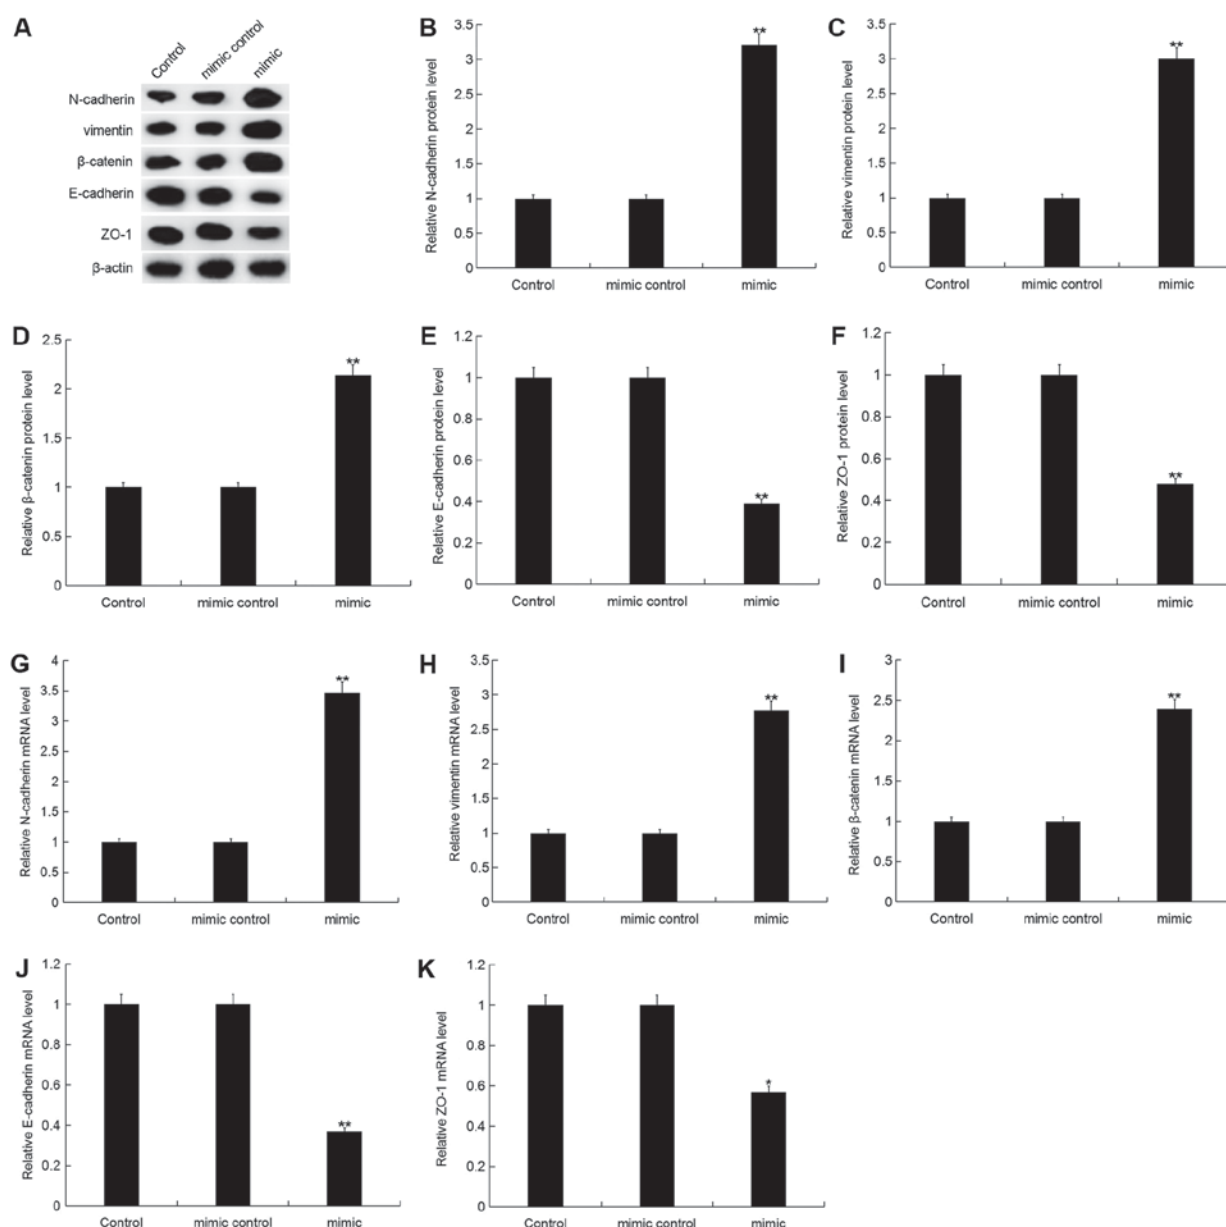 A
Control
mimic control
mimic
N-cadherin
vimentin
β-catenin
E-cadherin
ZO-1
β-actin
B
Relative N-cadherin protein level
3.5
3
2.5
2
1.5
1
0.5
0
**
Control
mimic control
mimic
C
Relative vimentin protein level
3.5
3
2.5
2
1.5
1
0.5
0
**
Control
mimic control
mimic
D
Relative β-catenin protein level
2.5
2
1.5
1
0.5
0
**
Control
mimic control
mimic
E
Relative E-cadherin protein level
1.2
1
0.8
0.6
0.4
0.2
0
**
Control
mimic control
mimic
F
Relative ZO-1 protein level
1.2
1
0.8
0.6
0.4
0.2
0
**
Control
mimic control
mimic
G
Relative N-cadherin mRNA level
4
3.5
3
2.5
2
1.5
1
0.5
0
**
Control
mimic control
mimic
H
Relative vimentin mRNA level
3.5
3
2.5
2
1.5
1
0.5
0
**
Control
mimic control
mimic
I
Relative β-catenin mRNA level
3
2.5
2
1.5
1
0.5
0
**
Control
mimic control
mimic
J
Relative E-cadherin mRNA level
1.2
1
0.8
0.6
0.4
0.2
0
**
Control
mimic control
mimic
K
Relative ZO-1 mRNA level
1.2
1
0.8
0.6
0.4
0.2
0
*
Control
mimic control
mimic